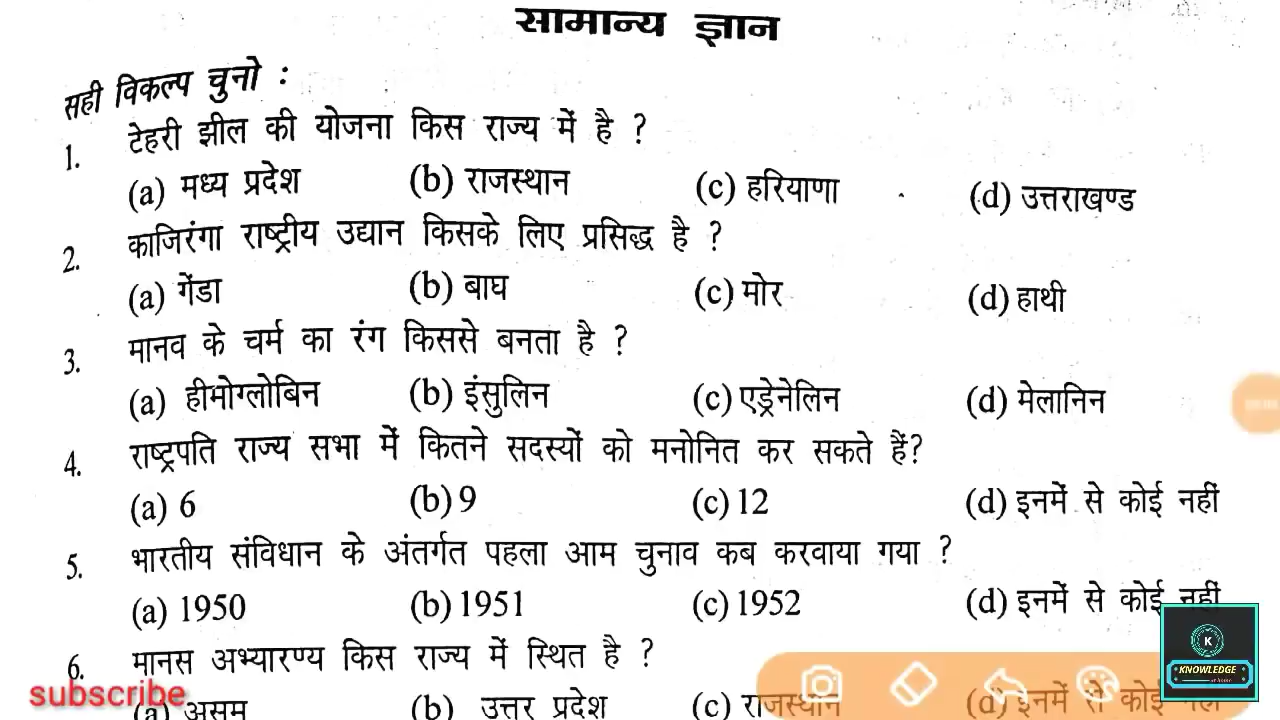 सामान्य ज्ञान
सही विकल्प चुनो :
1. टेहरी झील की योजना किस राज्य में है ?
(a) मध्य प्रदेश (b) राजस्थान (c) हरियाणा (d) उत्तराखण्ड
2. काजिरंगा राष्ट्रीय उद्यान किसके लिए प्रसिद्ध है ?
(a) गेंडा (b) बाघ (c) मोर (d) हाथी
3. मानव के चर्म का रंग किससे बनता है ?
(a) हीमोग्लोबिन (b) इंसुलिन (c) एड्रेनेलिन (d) मेलानिन
4. राष्ट्रपति राज्य सभा में कितने सदस्यों को मनोनित कर सकते हैं?
(a) 6 (b) 9 (c) 12 (d) इनमें से कोई नहीं
5. भारतीय संविधान के अंतर्गत पहला आम चुनाव कब करवाया गया ?
(a) 1950 (b) 1951 (c) 1952 (d) इनमें से कोई नहीं
6. मानस अभ्यारण्य किस राज्य में स्थित है ?
(a) असम (b) उत्तर प्रदेश (c) राजस्थान (d) इनमें से कोई नहीं
subscribe
K
KNOWLEDGE